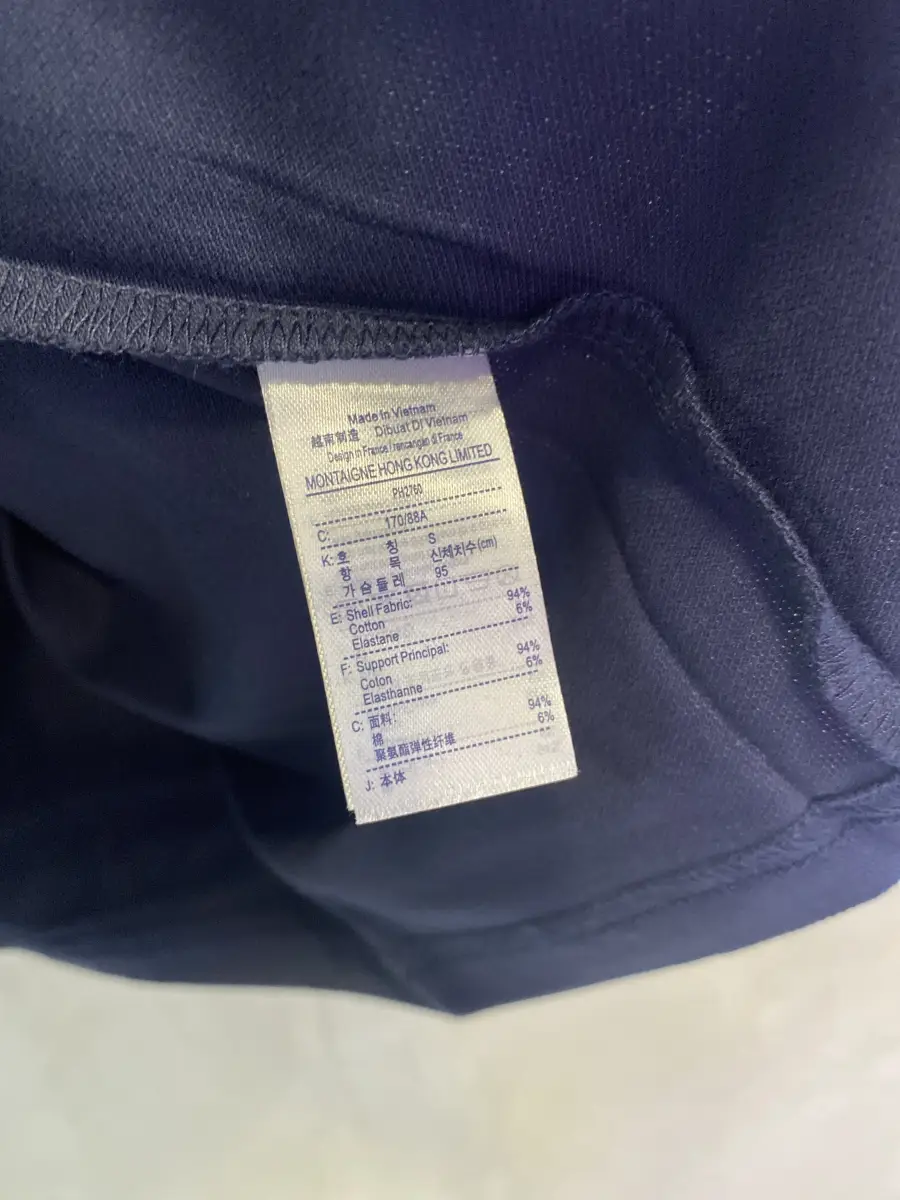 Made in Vietnam
越南制造 Dibuat Di Vietnam
Design in France / rancangan di France
MONTAIGNE HONG KONG LIMITED
PH2760
C: 170/88A
K: 호 칭 S
항 목 신체치수(cm)
가 슴 둘 레 95
E: Shell Fabric:
Cotton 94%
Elastane 6%
F: Support Principal:
Coton 94%
Elasthanne 6%
C: 面料:
棉 94%
聚氨酯弹性纤维 6%
J: 本体